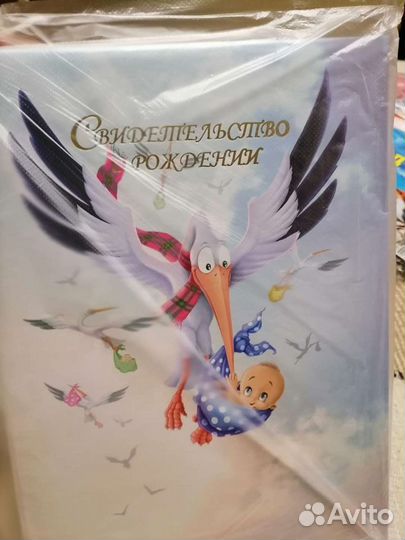 Свидетельство
о рождении
Avito